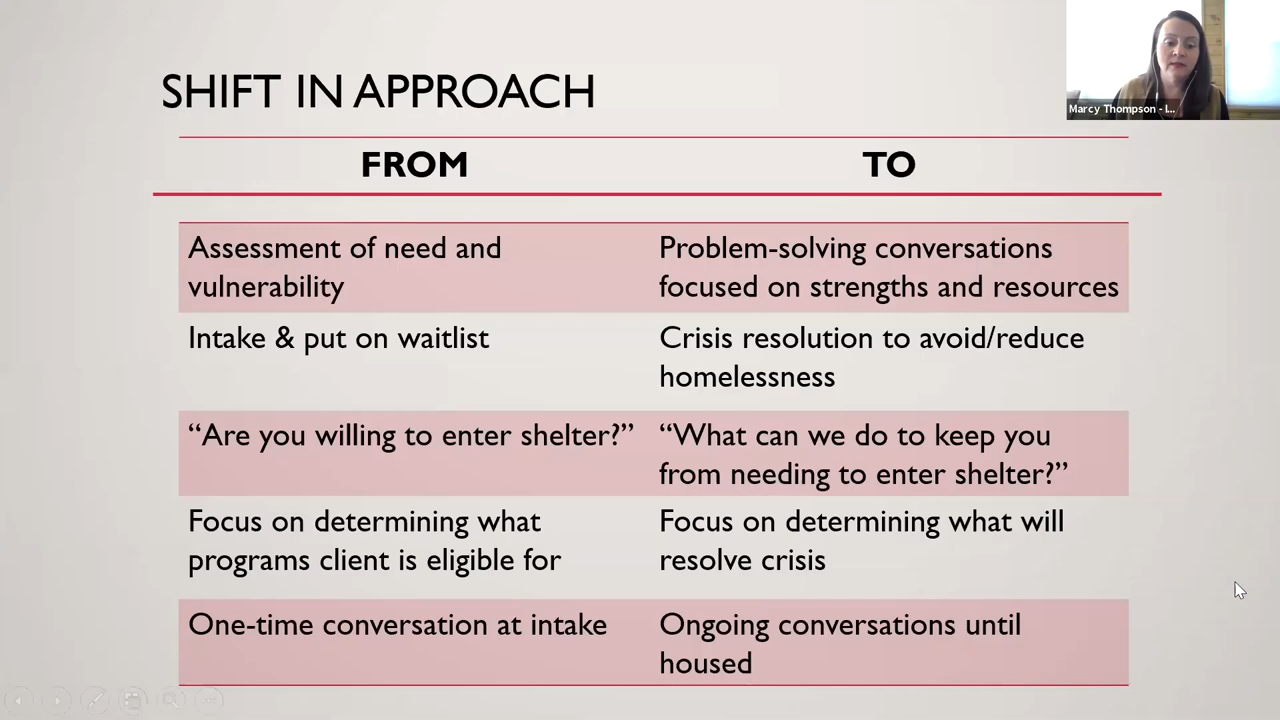 SHIFT IN APPROACH
Marcy Thompson - I...
FROM
TO
Assessment of need and
vulnerability
Problem-solving conversations
focused on strengths and resources
Intake & put on waitlist
Crisis resolution to avoid/reduce
homelessness
“Are you willing to enter shelter?”
“What can we do to keep you
from needing to enter shelter?”
Focus on determining what
programs client is eligible for
Focus on determining what will
resolve crisis
One-time conversation at intake
Ongoing conversations until
housed